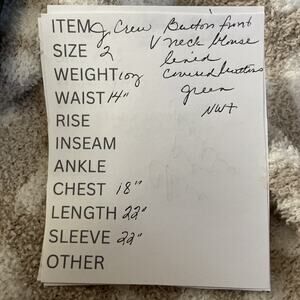 ITEM J. Crew Button front
SIZE 2 V neck blouse
lined
WEIGHT 10oz covered buttons
WAIST 14" green
RISE NWT
INSEAM
ANKLE
CHEST 18"
LENGTH 22"
SLEEVE 22"
OTHER